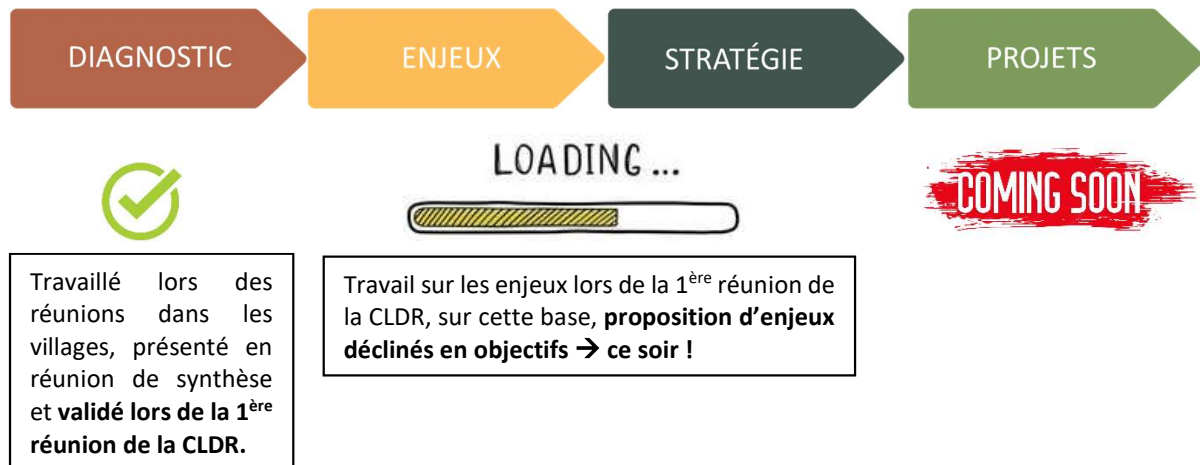 DIAGNOSTIC
ENJEUX
STRATÉGIE
PROJETS
LOADING ...
COMING SOON
Travaillé lors des
réunions dans les
villages, présenté en
réunion de synthèse
et validé lors de la 1ère
réunion de la CLDR.
Travail sur les enjeux lors de la 1ère réunion de
la CLDR, sur cette base, proposition d’enjeux
déclinés en objectifs → ce soir !